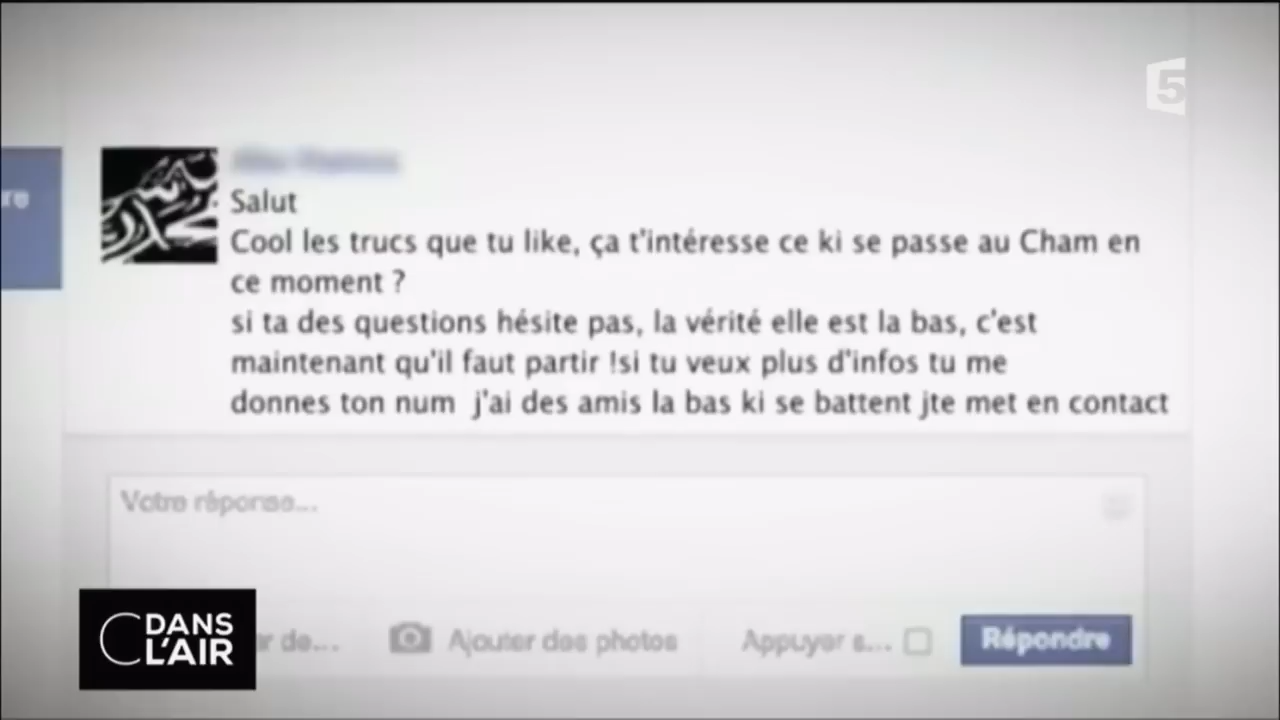 5
re
Salut
Cool les trucs que tu like, ça t'intéresse ce ki se passe au Cham en
ce moment ?
si ta des questions hésite pas, la vérité elle est la bas, c'est
maintenant qu'il faut partir !si tu veux plus d'infos tu me
donnes ton num  j'ai des amis la bas ki se battent jte met en contact
Votre réponse...
r de... Ajouter des photos Appuyer s... Répondre
C DANS
L'AIR